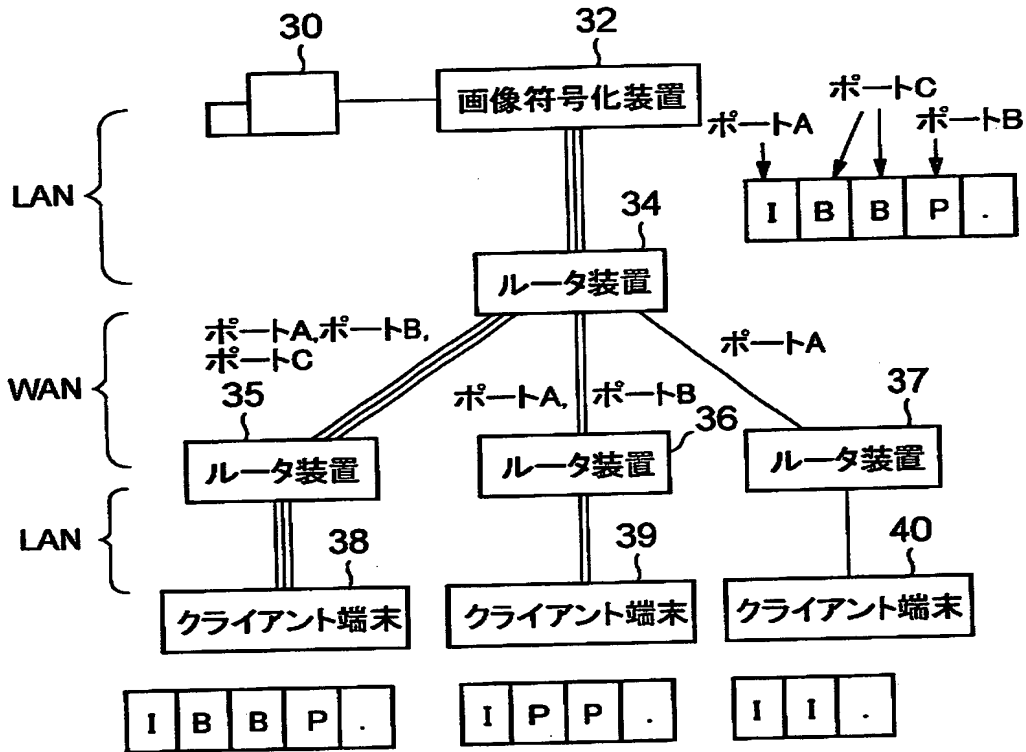 30
32
画像符号化装置
ポートC
ポートA
ポートB
I B B P .
LAN
34
ルータ装置
ポートA,ポートB,
ポートC
ポートA
WAN
35
ポートA, ポートB
36
37
ルータ装置
ルータ装置
ルータ装置
LAN
38
39
40
クライアント端末
クライアント端末
クライアント端末
I B B P .
I P P .
I I .